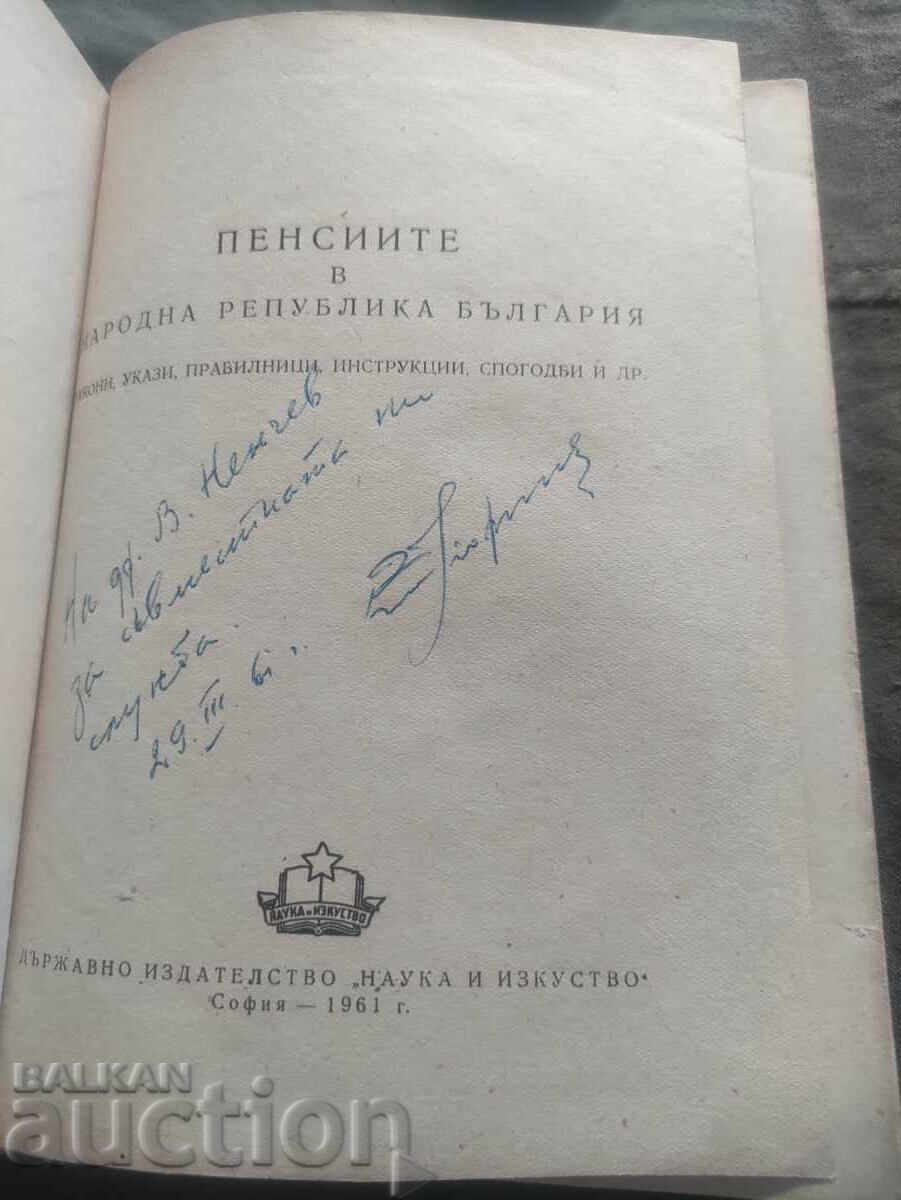 ПЕНСИИТЕ
В
НАРОДНА РЕПУБЛИКА БЪЛГАРИЯ
УКАЗИ, ПРАВИЛНИЦИ, ИНСТРУКЦИИ, СПОГОДБИ И ДР.
На др. В. Ненчев
за съвместната ни
служба.
29.III.61 г.
НАУКА и ИЗКУСТВО
ДЪРЖАВНО ИЗДАТЕЛСТВО „НАУКА И ИЗКУСТВО“
София — 1961 г.
BALKAN
auction